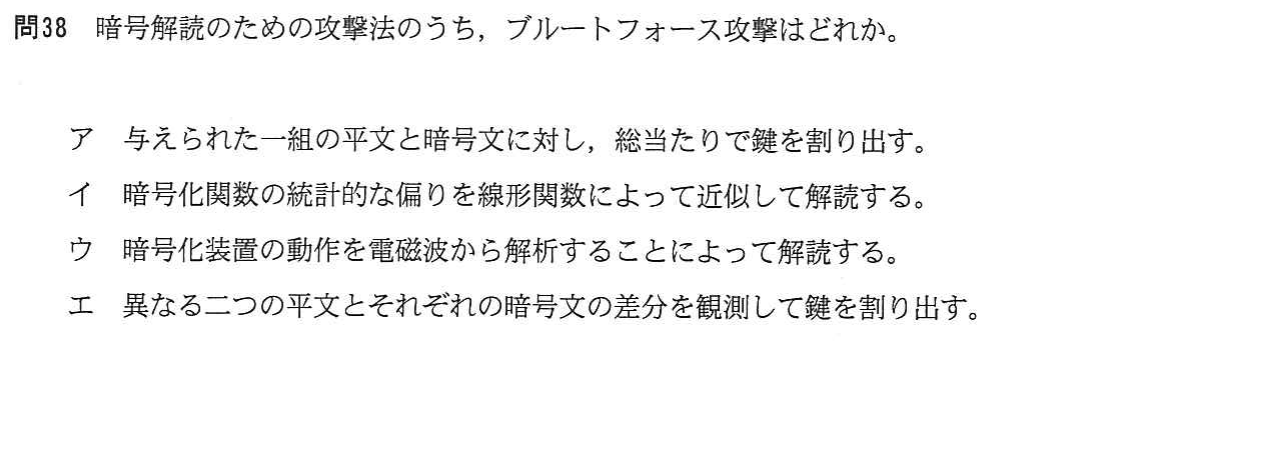 問38 暗号解読のための攻撃法のうち，ブルートフォース攻撃はどれか。
ア 与えられた一組の平文と暗号文に対し，総当たりで鍵を割り出す。
イ 暗号化関数の統計的な偏りを線形関数によって近似して解読する。
ウ 暗号化装置の動作を電磁波から解析することによって解読する。
エ 異なる二つの平文とそれぞれの暗号文の差分を観測して鍵を割り出す。